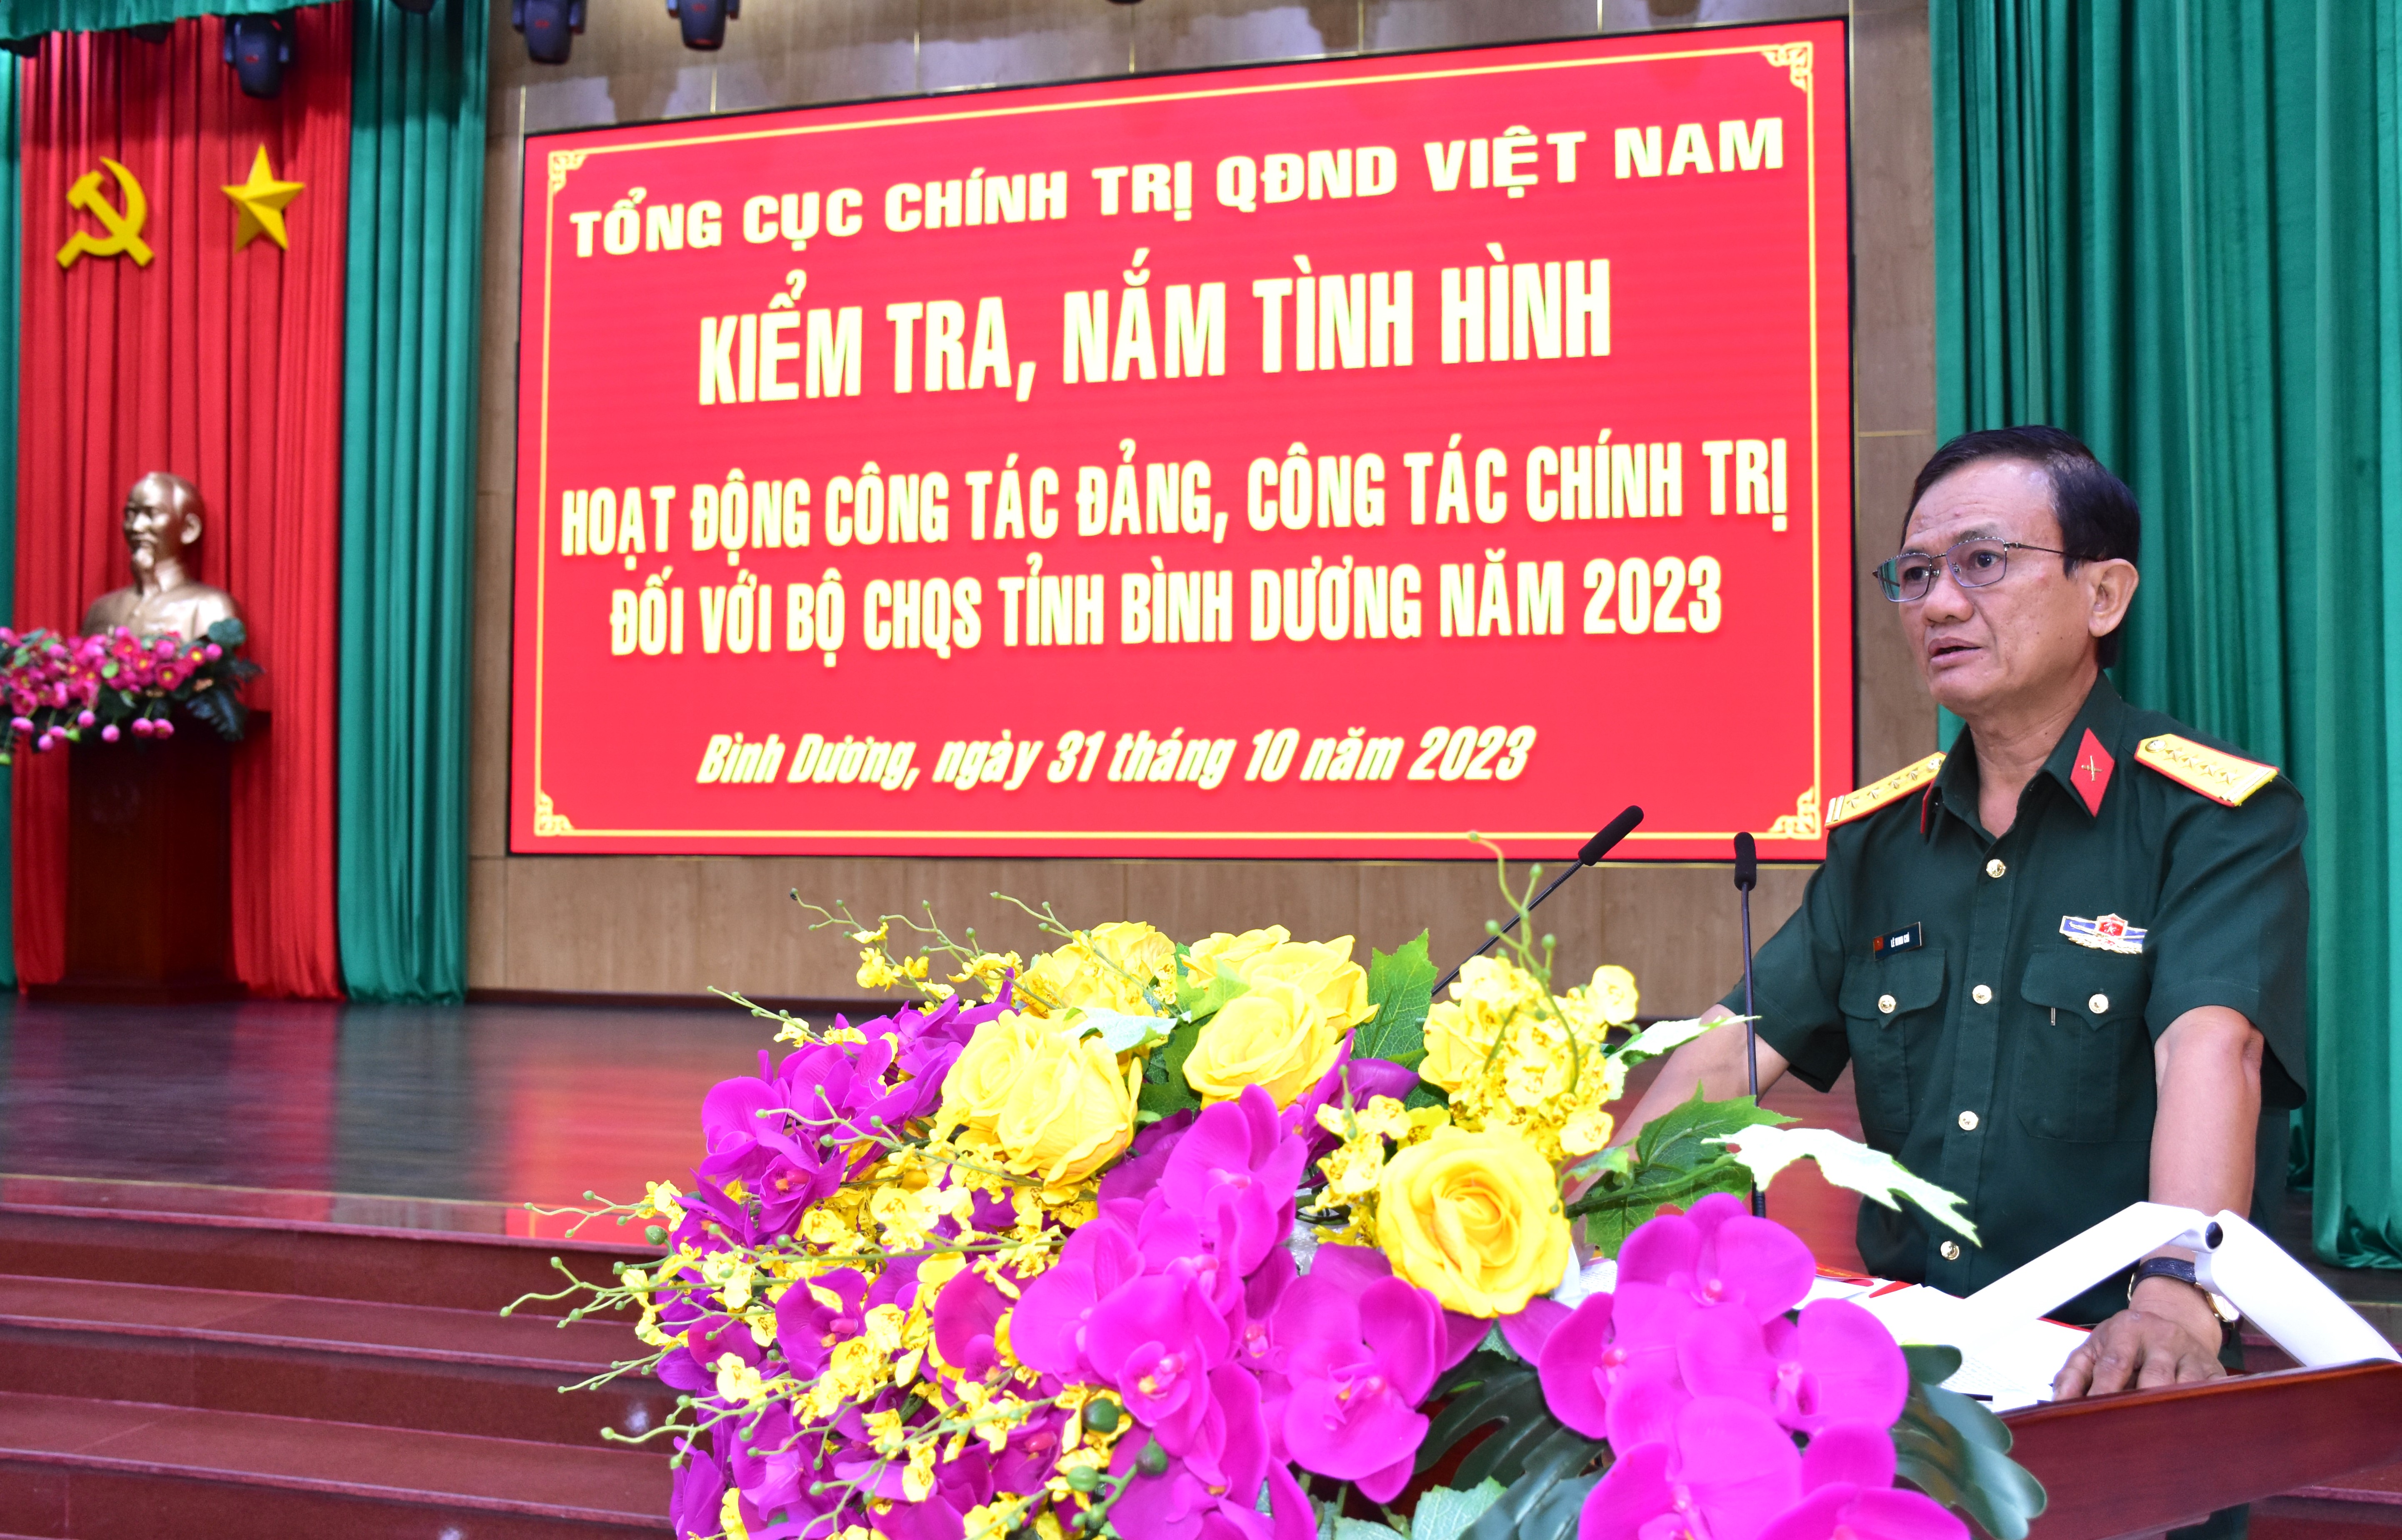 TỔNG CỤC CHÍNH TRỊ QĐND VIỆT NAM
KIỂM TRA, NẮM TÌNH HÌNH
HOẠT ĐỘNG CÔNG TÁC ĐẢNG, CÔNG TÁC CHÍNH TRỊ
ĐỐI VỚI BỘ CHQS TỈNH BÌNH DƯƠNG NĂM 2023
Bình Dương, ngày 31 tháng 10 năm 2023